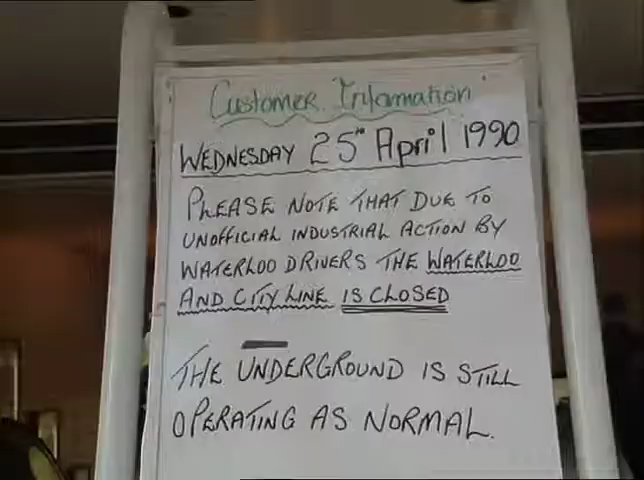 Customer Information
WEDNESDAY 25th April 1990
PLEASE NOTE THAT DUE TO
UNOFFICIAL INDUSTRIAL ACTION BY
WATERLOO DRIVERS THE WATERLOO
AND CITY LINE IS CLOSED
THE UNDERGROUND IS STILL
OPERATING AS NORMAL.